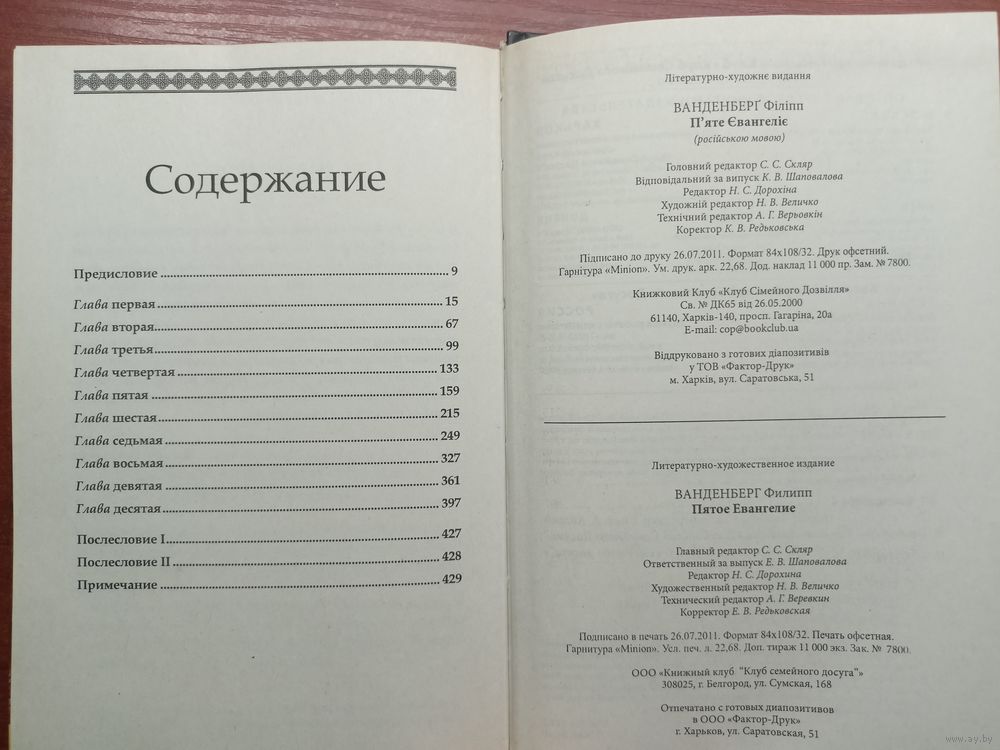 Содержание
Предисловие ........ 9
Глава первая ........ 15
Глава вторая ........ 67
Глава третья ........ 99
Глава четвертая ........ 133
Глава пятая ........ 159
Глава шестая ........ 215
Глава седьмая ........ 249
Глава восьмая ........ 327
Глава девятая ........ 361
Глава десятая ........ 397
Послесловие I ........ 427
Послесловие II ........ 428
Примечание ........ 429
Літературно-художнє видання
ВАНДЕНБЕРҐ Філіпп
П'яте Євангеліє
(російською мовою)
Головний редактор С. С. Скляр
Відповідальний за випуск К. В. Шаповалова
Редактор Н. С. Дорохіна
Художній редактор Н. В. Величко
Технічний редактор А. Г. Верьовкін
Коректор К. В. Редьковська
Підписано до друку 26.07.2011. Формат 84x108/32. Друк офсетний.
Гарнітура «Minion». Ум. друк. арк. 22,68. Дод. наклад 11 000 пр. Зам. № 7800.
Книжковий Клуб «Клуб Сімейного Дозвілля»
Св. № ДК65 від 26.05.2000
61140, Харків-140, просп. Гагаріна, 20а
E-mail: cop@bookclub.ua
Віддруковано з готових діапозитивів
у ТОВ «Фактор-Друк»
м. Харків, вул. Саратовська, 51
Литературно-художественное издание
ВАНДЕНБЕРГ Филипп
Пятое Евангелие
Главный редактор С. С. Скляр
Ответственный за выпуск Е. В. Шаповалова
Редактор Н. С. Дорохина
Художественный редактор Н. В. Величко
Технический редактор А. Г. Веревкин
Корректор Е. В. Редьковская
Подписано в печать 26.07.2011. Формат 84x108/32. Печать офсетная.
Гарнитура «Minion». Усл. печ. л. 22,68. Доп. тираж 11 000 экз. Зак. № 7800.
ООО «Книжный клуб "Клуб семейного досуга"»
308025, г. Белгород, ул. Сумская, 168
Отпечатано с готовых диапозитивов
в ООО «Фактор-Друк»
г. Харьков, ул. Саратовская, 51
www.ay.by